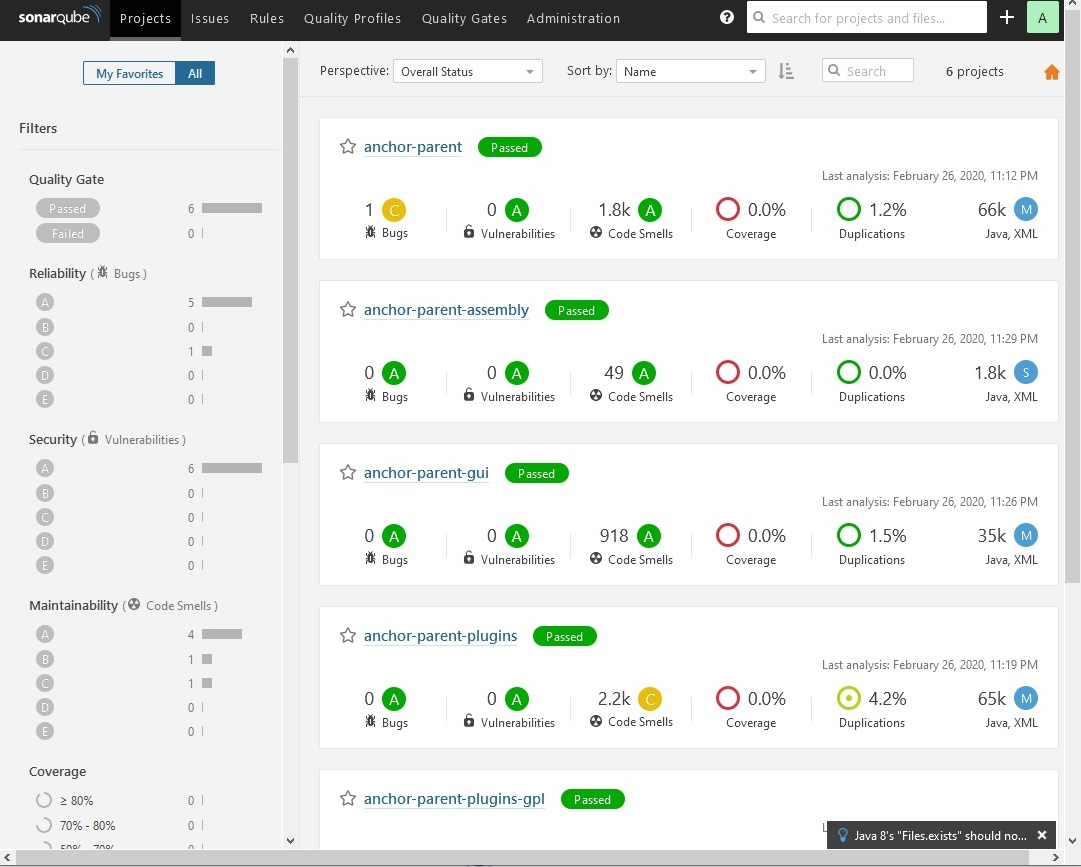 sonarqube Projects Issues Rules Quality Profiles Quality Gates Administration ? Search for projects and files... + A
My Favorites All
Perspective: Overall Status Sort by: Name Search 6 projects
Filters
Quality Gate
Passed 6
Failed 0
Reliability ( Bugs )
A 5
B 0
C 1
D 0
E 0
Security ( Vulnerabilities )
A 6
B 0
C 0
D 0
E 0
Maintainability ( Code Smells )
A 4
B 1
C 1
D 0
E 0
Coverage
≥ 80% 0
70% - 80% 0
50% - 70% 0
anchor-parent Passed
Last analysis: February 26, 2020, 11:12 PM
1 C 0 A 1.8k A 0.0% 1.2% 66k M
Bugs Vulnerabilities Code Smells Coverage Duplications Java, XML
anchor-parent-assembly Passed
Last analysis: February 26, 2020, 11:29 PM
0 A 0 A 49 A 0.0% 0.0% 1.8k S
Bugs Vulnerabilities Code Smells Coverage Duplications Java, XML
anchor-parent-gui Passed
Last analysis: February 26, 2020, 11:26 PM
0 A 0 A 918 A 0.0% 1.5% 35k M
Bugs Vulnerabilities Code Smells Coverage Duplications Java, XML
anchor-parent-plugins Passed
Last analysis: February 26, 2020, 11:19 PM
0 A 0 A 2.2k C 0.0% 4.2% 65k M
Bugs Vulnerabilities Code Smells Coverage Duplications Java, XML
anchor-parent-plugins-gpl Passed
Java 8's "Files.exists" should no... ×